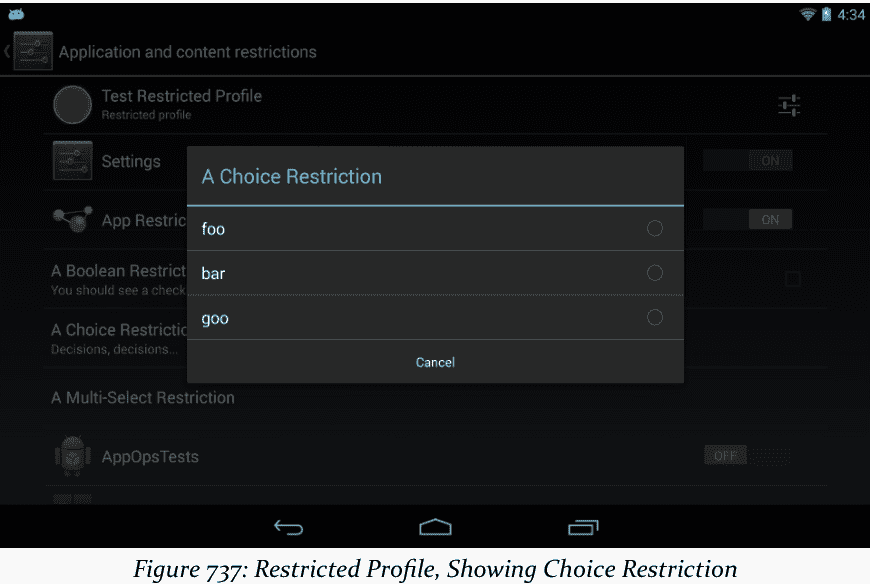 4:34
Application and content restrictions
Test Restricted Profile
Restricted profile
Settings
ON
A Choice Restriction
App Restric
ON
foo
A Boolean Restrict
You should see a check
bar
A Choice Restrictio
Decisions, decisions...
goo
Cancel
A Multi-Select Restriction
AppOpsTests
OFF
Figure 737: Restricted Profile, Showing Choice Restriction